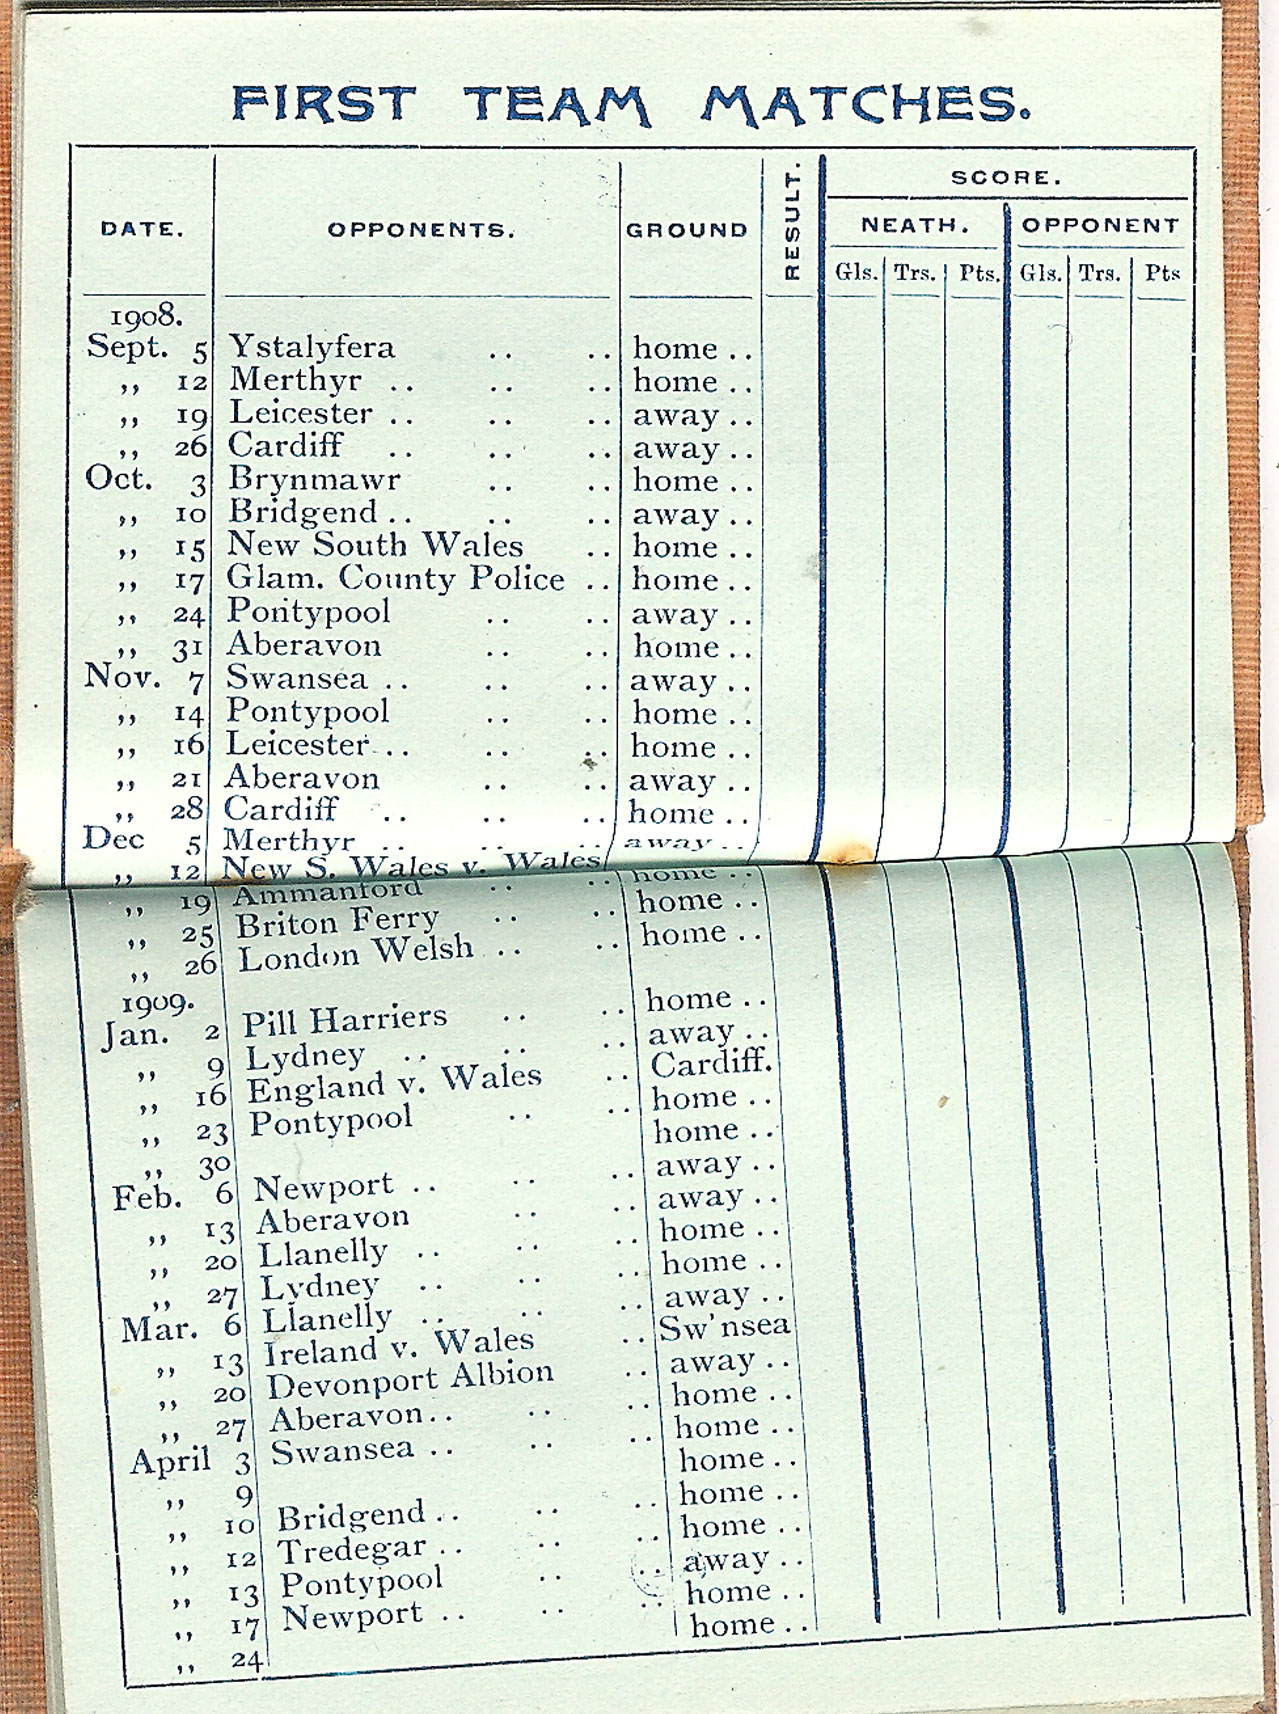 FIRST TEAM MATCHES.
DATE. OPPONENTS. GROUND RESULT. SCORE.
NEATH. OPPONENT
Gls. Trs. Pts. Gls. Trs. Pts
1908.
Sept. 5 Ystalyfera .. .. home ..
,, 12 Merthyr .. .. .. home ..
,, 19 Leicester .. .. .. away ..
,, 26 Cardiff .. .. .. away ..
Oct. 3 Brynmawr .. .. home ..
,, 10 Bridgend .. .. .. away ..
,, 15 New South Wales .. home ..
,, 17 Glam. County Police .. home ..
,, 24 Pontypool .. .. away ..
,, 31 Aberavon .. .. home ..
Nov. 7 Swansea .. .. .. away ..
,, 14 Pontypool .. .. home ..
,, 16 Leicester .. .. .. home ..
,, 21 Aberavon .. .. away ..
,, 28 Cardiff .. .. .. home ..
Dec 5 Merthyr .. .. .. away ..
,, 12 New S. Wales v. Wales
,, 19 Ammanford .. .. home ..
,, 25 Briton Ferry .. .. home ..
,, 26 London Welsh .. .. home ..
1909.
Jan. 2 Pill Harriers .. .. home ..
,, 9 Lydney .. .. .. away ..
,, 16 England v. Wales .. Cardiff.
,, 23 Pontypool .. .. home ..
,, 30 home ..
Feb. 6 Newport .. .. .. away ..
,, 13 Aberavon .. .. away ..
,, 20 Llanelly .. .. .. home ..
,, 27 Lydney .. .. .. home ..
Mar. 6 Llanelly .. .. .. away ..
,, 13 Ireland v. Wales .. Sw'nsea
,, 20 Devonport Albion .. away ..
,, 27 Aberavon .. .. .. home ..
April 3 Swansea .. .. .. home ..
,, 9 home ..
,, 10 Bridgend .. .. .. home ..
,, 12 Tredegar .. .. .. home ..
,, 13 Pontypool .. .. away ..
,, 17 Newport .. .. .. home ..
,, 24 home ..